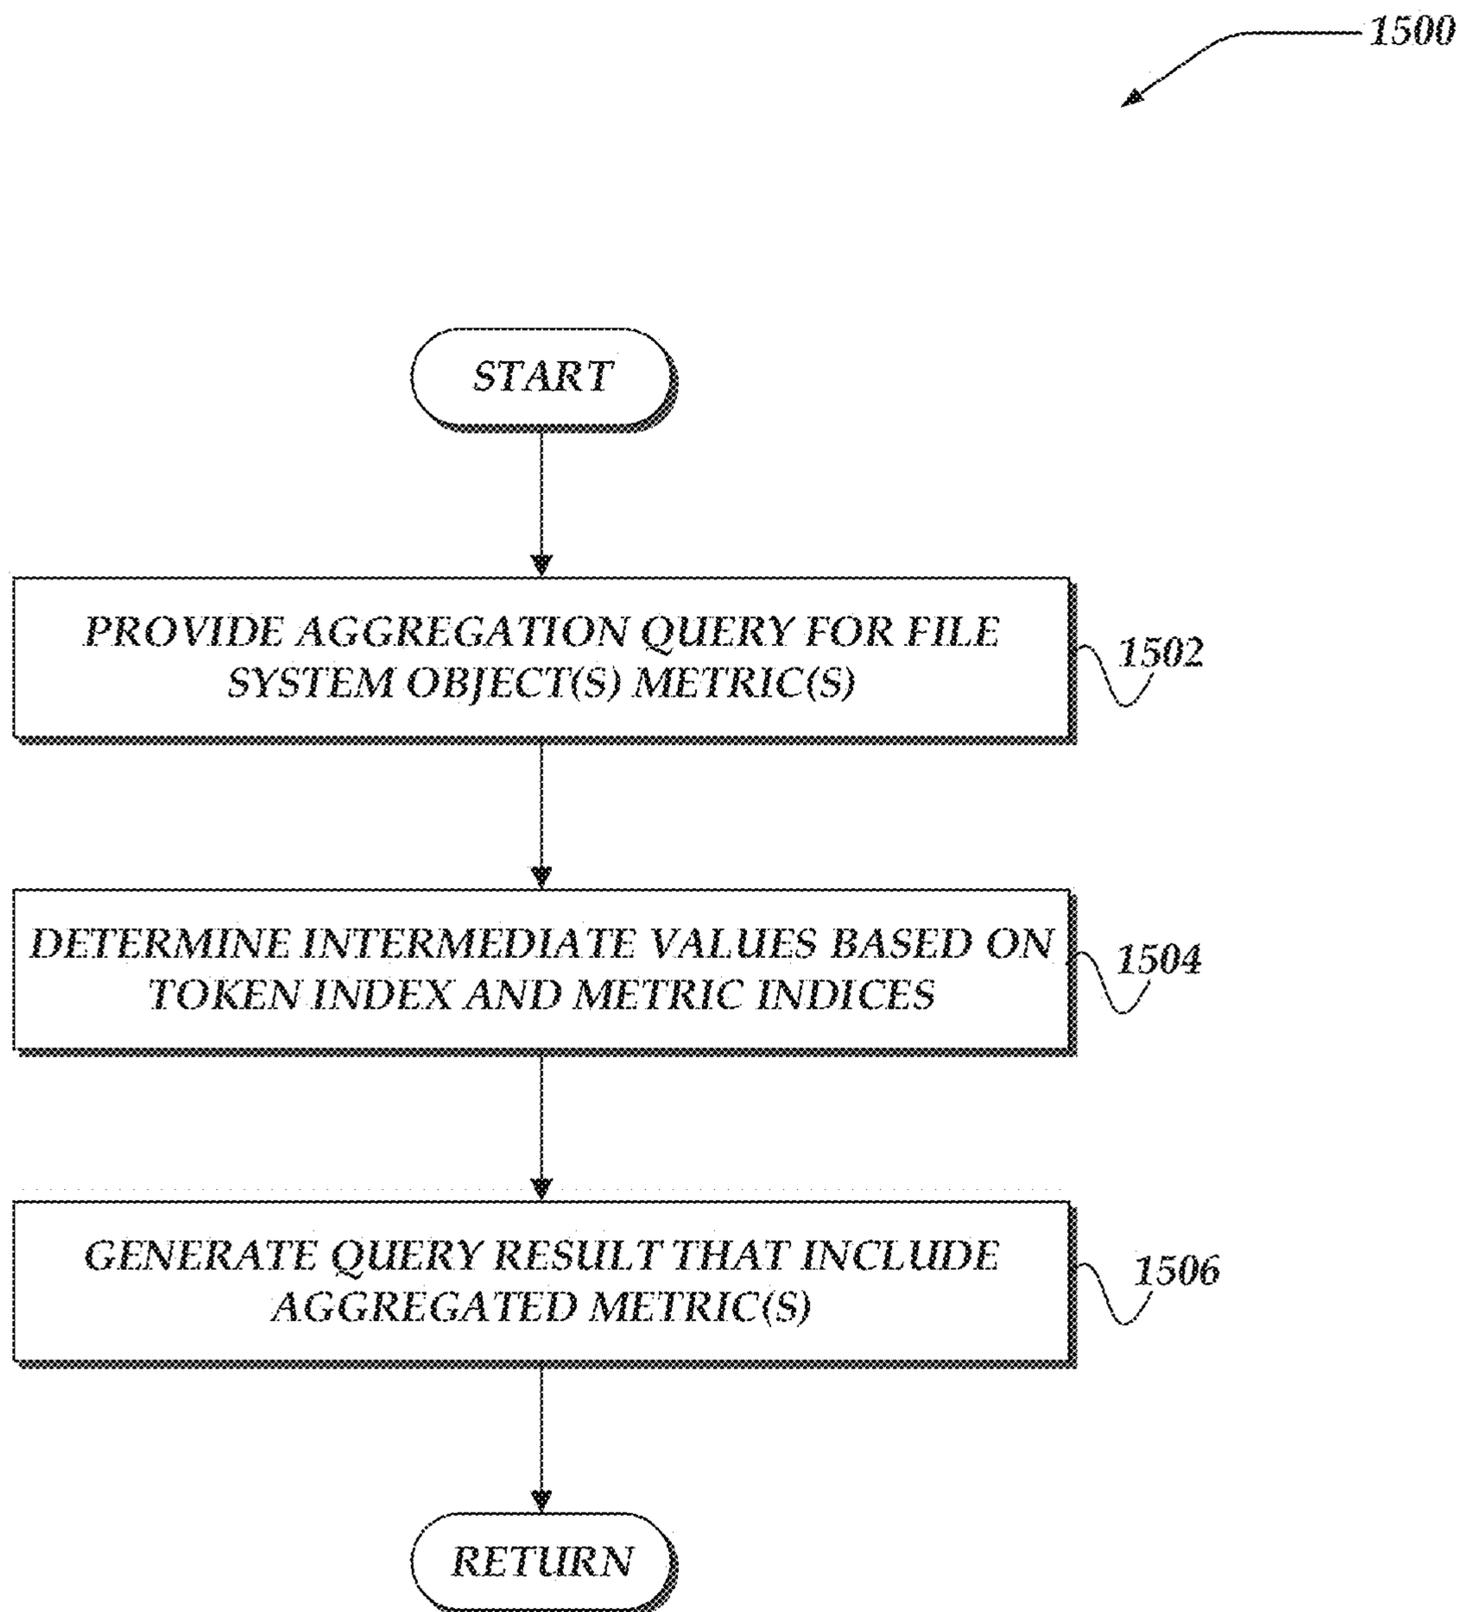 1500
START
PROVIDE AGGREGATION QUERY FOR FILE
SYSTEM OBJECT(S) METRIC(S)
1502
DETERMINE INTERMEDIATE VALUES BASED ON
TOKEN INDEX AND METRIC INDICES
1504
GENERATE QUERY RESULT THAT INCLUDE
AGGREGATED METRIC(S)
1506
RETURN